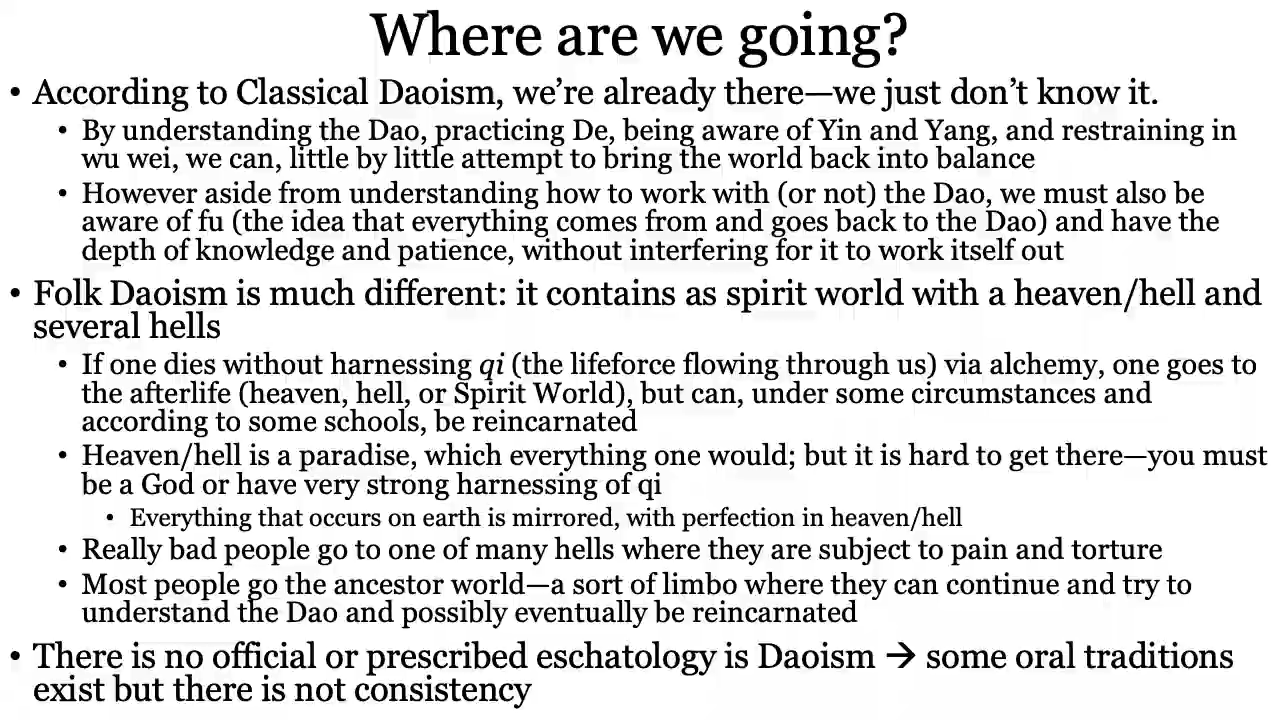 Where are we going?
• According to Classical Daoism, we're already there—we just don't know it.
• By understanding the Dao, practicing De, being aware of Yin and Yang, and restraining in
wu wei, we can, little by little attempt to bring the world back into balance
• However aside from understanding how to work with (or not) the Dao, we must also be
aware of fu (the idea that everything comes from and goes back to the Dao) and have the
depth of knowledge and patience, without interfering for it to work itself out
• Folk Daoism is much different: it contains as spirit world with a heaven/hell and
several hells
• If one dies without harnessing qi (the lifeforce flowing through us) via alchemy, one goes to
the afterlife (heaven, hell, or Spirit World), but can, under some circumstances and
according to some schools, be reincarnated
• Heaven/hell is a paradise, which everything one would; but it is hard to get there—you must
be a God or have very strong harnessing of qi
• Everything that occurs on earth is mirrored, with perfection in heaven/hell
• Really bad people go to one of many hells where they are subject to pain and torture
• Most people go the ancestor world—a sort of limbo where they can continue and try to
understand the Dao and possibly eventually be reincarnated
• There is no official or prescribed eschatology is Daoism → some oral traditions
exist but there is not consistency